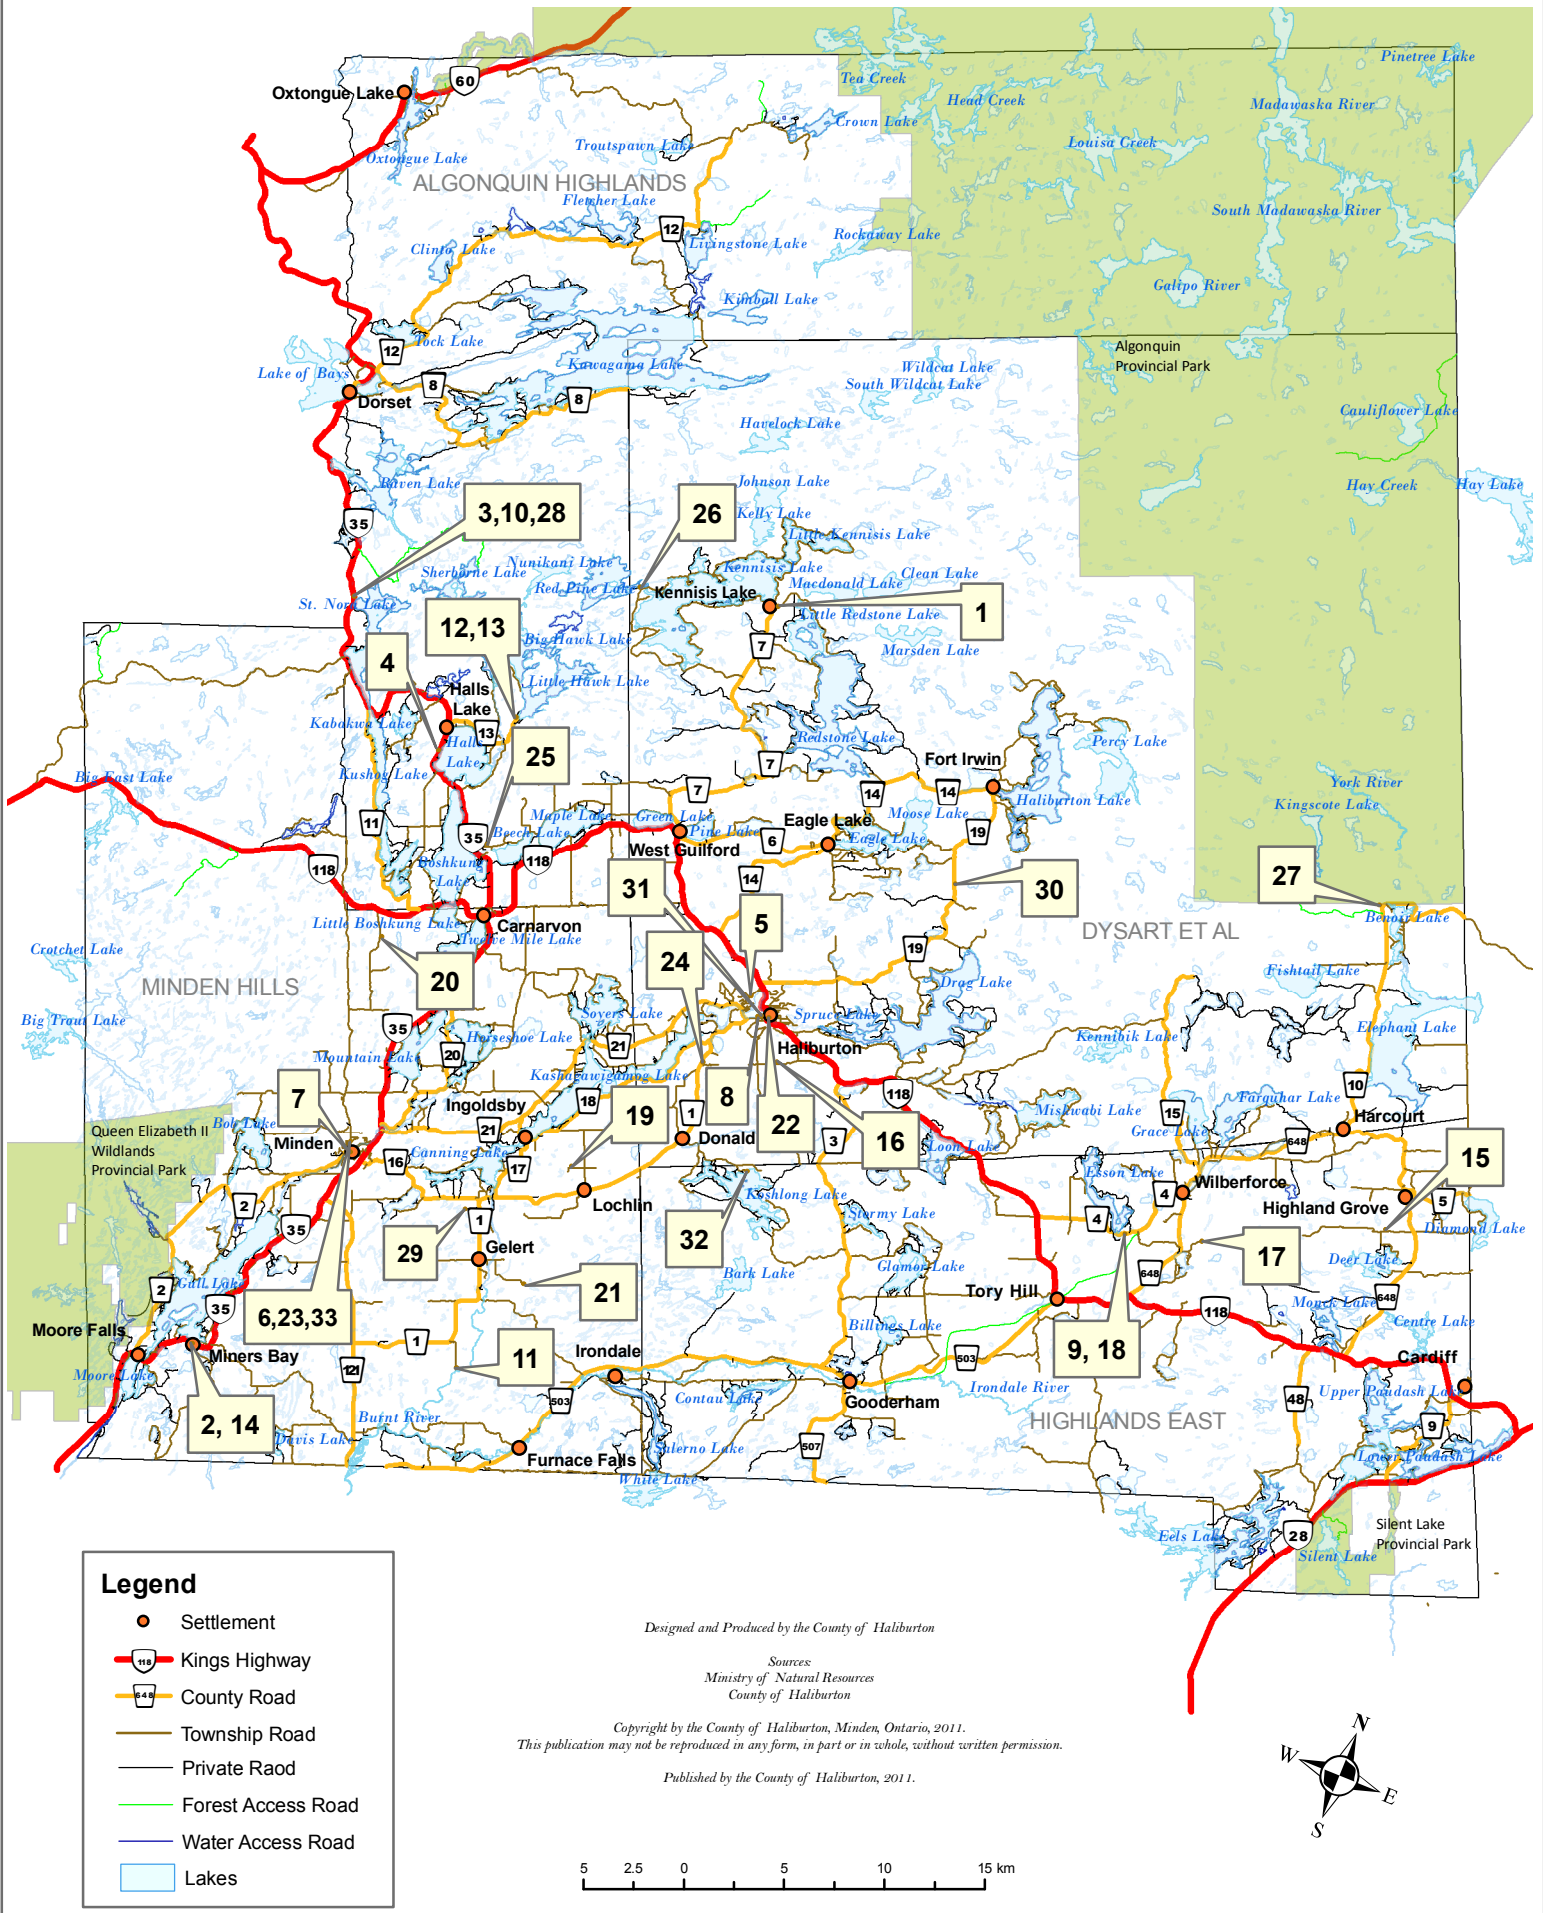 60
Oxtongue Lake
Pinetree Lake
Tea Creek
Head Creek
Madawaska River
Crown Lake
Troutspawn Lake
Louisa Creek
Oxtongue Lake
ALGONQUIN HIGHLANDS
Fletcher Lake
South Madawaska River
12
Rockaway Lake
Livingstone Lake
Clinto Lake
Galipo River
Kimball Lake
Tock Lake
12
Algonquin
Provincial Park
Lake of Bays
Kawagama Lake
Wildcat Lake
South Wildcat Lake
8
8
Dorset
Cauliflower Lake
Havelock Lake
Raven Lake
Johnson Lake
Hay Creek
Hay Lake
3,10,28
26
Kelly Lake
35
Little Kennisis Lake
Nunikani Lake
Sherborne Lake
Kennisis Lake
Clean Lake
Red Pine Lake
Macdonald Lake
Kennisis Lake
St. Nora Lake
Little Redstone Lake
1
12,13
Big Hawk Lake
7
Marsden Lake
4
Little Hawk Lake
Halls
Lake
Kabakwa Lake
13
Redstone Lake
Percy Lake
Halls
Lake
25
Fort Irwin
7
Big East Lake
Kushog Lake
York River
7
14
14
Haliburton Lake
Kingscote Lake
Maple Lake
Green Lake
Moose Lake
11
Eagle Lake
35
Beech Lake
Pine Lake
6
19
Eagle Lake
West Guilford
118
118
Boshkung
Lake
14
31
30
27
Little Boshkung Lake
Carnarvon
5
Benoir Lake
DYSART ET AL
Twelve Mile Lake
Crotchet Lake
19
24
Fishtail Lake
MINDEN HILLS
20
Drag Lake
Soyers Lake
Spruce Lake
Big Trout Lake
35
Horseshoe Lake
Elephant Lake
Kennibik Lake
21
Haliburton
Mountain Lake
20
Kashagawigamog Lake
7
8
118
10
Ingoldsby
18
19
1
22
Miskwabi Lake
15
Farquhar Lake
Harcourt
Bob Lake
Queen Elizabeth II
Wildlands
Provincial Park
Minden
21
Donald
3
16
Grace Lake
648
Canning Lake
Loon Lake
16
17
15
Esson Lake
Koshlong Lake
4
Wilberforce
Lochlin
2
Highland Grove
5
Stormy Lake
35
1
4
Diamond Lake
29
32
17
Gelert
Deer Lake
Bark Lake
Glamor Lake
648
Gull Lake
2
21
Tory Hill
648
35
6,23,33
Monck Lake
118
Moore Falls
Billings Lake
Centre Lake
1
Irondale
9, 18
Miners Bay
11
Cardiff
503
121
Moore Lake
Irondale River
Upper Paudash Lake
503
Contau Lake
48
Gooderham
Burnt River
HIGHLANDS EAST
2, 14
9
Davis Lake
507
Salerno Lake
Furnace Falls
Lower Paudash Lake
White Lake
Silent Lake
Provincial Park
Eels Lake
28
Silent Lake
Legend
Settlement
118
Kings Highway
648
County Road
Township Road
Private Raod
Forest Access Road
Water Access Road
Lakes
Designed and Produced by the County of Haliburton
Sources:
Ministry of Natural Resources
County of Haliburton
Copyright by the County of Haliburton, Minden, Ontario, 2011.
This publication may not be reproduced in any form, in part or in whole, without written permission.
Published by the County of Haliburton, 2011.
N
W
E
S
5 2.5 0 5 10 15 km